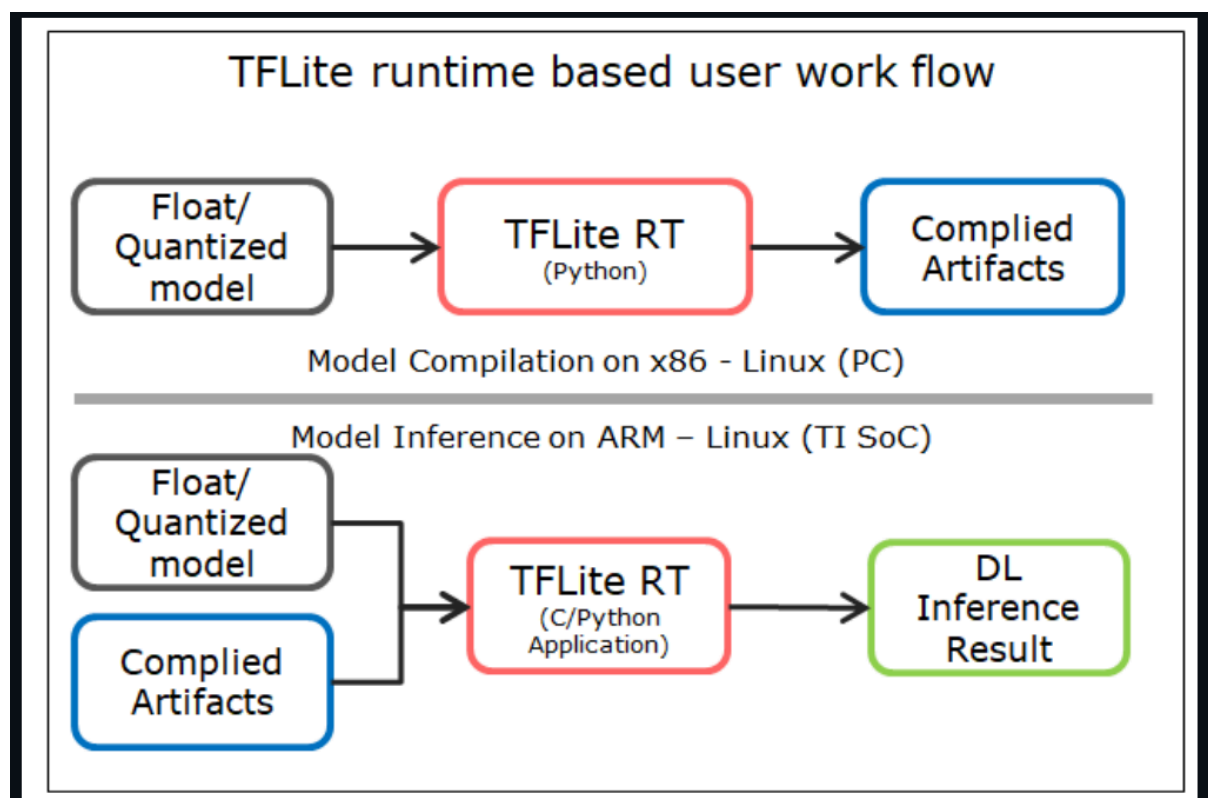 TFLite runtime based user work flow
Float/
Quantized
model
TFLite RT
(Python)
Complied
Artifacts
Model Compilation on x86 - Linux (PC)
Model Inference on ARM – Linux (TI SoC)
Float/
Quantized
model
Complied
Artifacts
TFLite RT
(C/Python
Application)
DL
Inference
Result